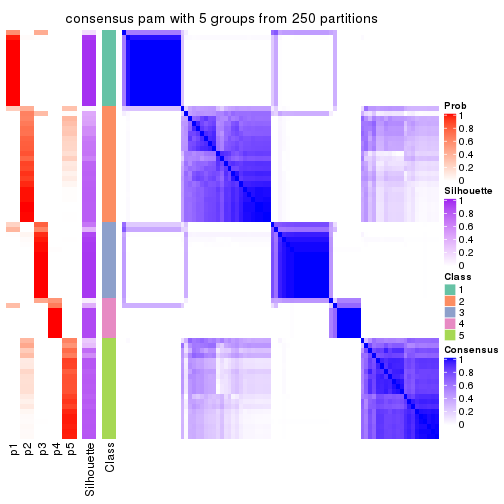 consensus pam with 5 groups from 250 partitions
Prob
1
0.8
0.6
0.4
0.2
0
Silhouette
1
0.8
0.6
0.4
0.2
0
Class
1
2
3
4
5
Consensus
1
0.8
0.6
0.4
0.2
0
p1
p2
p3
p4
p5
Silhouette
Class